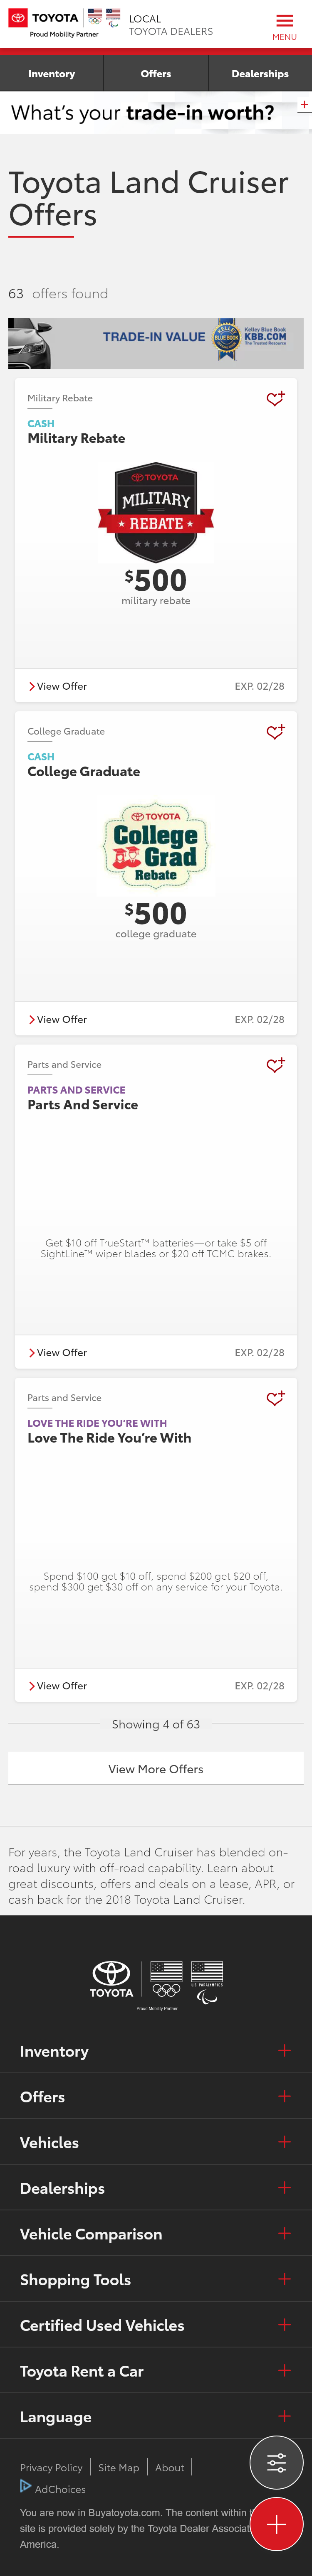 TOYOTA
Proud Mobility Partner
LOCAL
TOYOTA DEALERS
MENU
Inventory
Offers
Dealerships
What's your trade-in worth?
Toyota Land Cruiser
Offers
63 offers found
TRADE-IN VALUE
KELLEY
BLUE BOOK
Kelley Blue Book
KBB.COM
The Trusted Resource
Military Rebate
CASH
Military Rebate
TOYOTA
MILITARY
REBATE
$500
military rebate
View Offer
EXP. 02/28
College Graduate
CASH
College Graduate
TOYOTA
College
Grad
Rebate
$500
college graduate
View Offer
EXP. 02/28
Parts and Service
PARTS AND SERVICE
Parts And Service
Get $10 off TrueStart™ batteries—or take $5 off
SightLine™ wiper blades or $20 off TCMC brakes.
View Offer
EXP. 02/28
Parts and Service
LOVE THE RIDE YOU'RE WITH
Love The Ride You're With
Spend $100 get $10 off, spend $200 get $20 off,
spend $300 get $30 off on any service for your Toyota.
View Offer
EXP. 02/28
Showing 4 of 63
View More Offers
For years, the Toyota Land Cruiser has blended on-
road luxury with off-road capability. Learn about
great discounts, offers and deals on a lease, APR, or
cash back for the 2018 Toyota Land Cruiser.
TOYOTA
U.S. PARALYMPICS
Proud Mobility Partner
Inventory
Offers
Vehicles
Dealerships
Vehicle Comparison
Shopping Tools
Certified Used Vehicles
Toyota Rent a Car
Language
Privacy Policy
Site Map
About
AdChoices
You are now in Buyatoyota.com. The content within
site is provided solely by the Toyota Dealer
America.